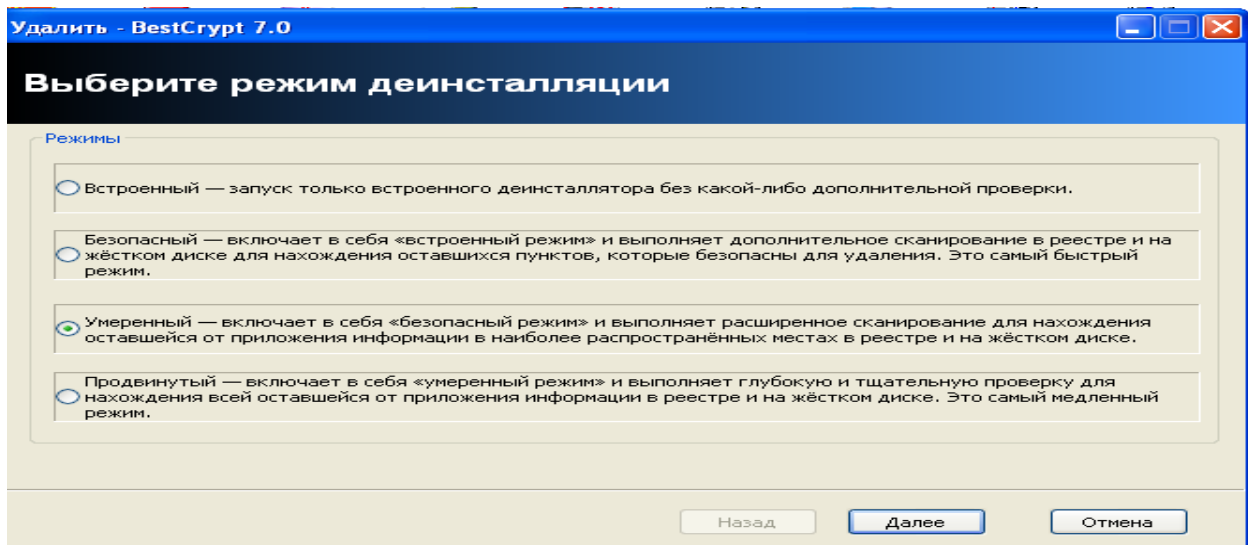 Удалить - BestCrypt 7.0
Выберите режим деинсталляции
Режимы
Встроенный — запуск только встроенного деинсталлятора без какой-либо дополнительной проверки.
Безопасный — включает в себя «встроенный режим» и выполняет дополнительное сканирование в реестре и на
жёстком диске для нахождения оставшихся пунктов, которые безопасны для удаления. Это самый быстрый
режим.
Умеренный — включает в себя «безопасный режим» и выполняет расширенное сканирование для нахождения
оставшейся от приложения информации в наиболее распространённых местах в реестре и на жёстком диске.
Продвинутый — включает в себя «умеренный режим» и выполняет глубокую и тщательную проверку для
нахождения всей оставшейся от приложения информации в реестре и на жёстком диске. Это самый медленный
режим.
Назад Далее Отмена